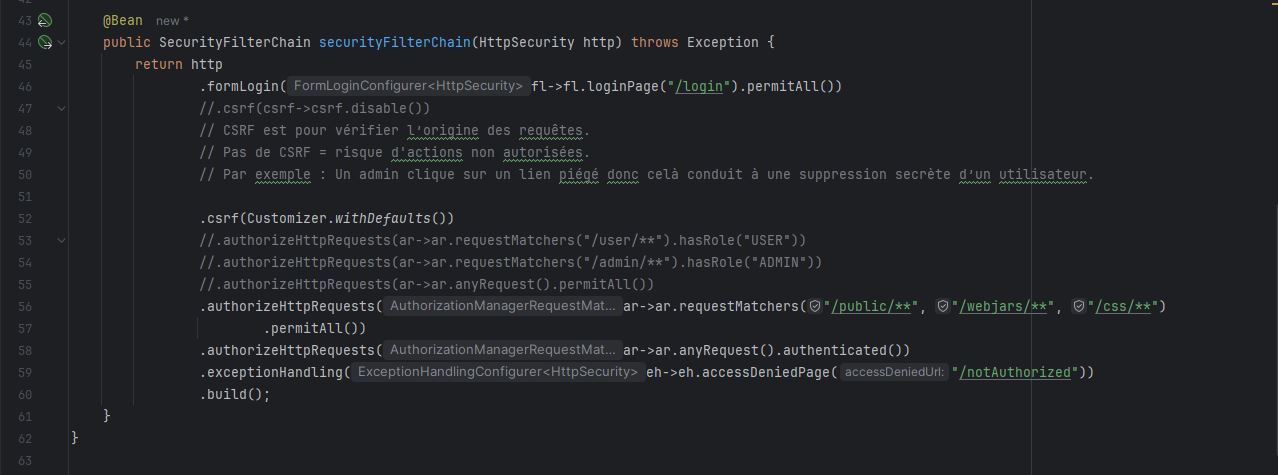 42
43 @Bean new *
44 public SecurityFilterChain securityFilterChain(HttpSecurity http) throws Exception {
45 return http
46 .formLogin( FormLoginConfigurer<HttpSecurity> fl->fl.loginPage("/login").permitAll())
47 //.csrf(csrf->csrf.disable())
48 // CSRF est pour vérifier l'origine des requêtes.
49 // Pas de CSRF = risque d'actions non autorisées.
50 // Par exemple : Un admin clique sur un lien piégé donc celà conduit à une suppression secrète d'un utilisateur.
51
52 .csrf(Customizer.withDefaults())
53 //.authorizeHttpRequests(ar->ar.requestMatchers("/user/**").hasRole("USER"))
54 //.authorizeHttpRequests(ar->ar.requestMatchers("/admin/**").hasRole("ADMIN"))
55 //.authorizeHttpRequests(ar->ar.anyRequest().permitAll())
56 .authorizeHttpRequests( AuthorizationManagerRequestMat... ar->ar.requestMatchers( "/public/**", "/webjars/**", "/css/**")
57 .permitAll())
58 .authorizeHttpRequests( AuthorizationManagerRequestMat... ar->ar.anyRequest().authenticated())
59 .exceptionHandling( ExceptionHandlingConfigurer<HttpSecurity> eh->eh.accessDeniedPage( accessDeniedUrl: "/notAuthorized"))
60 .build();
61 }
62 }
63